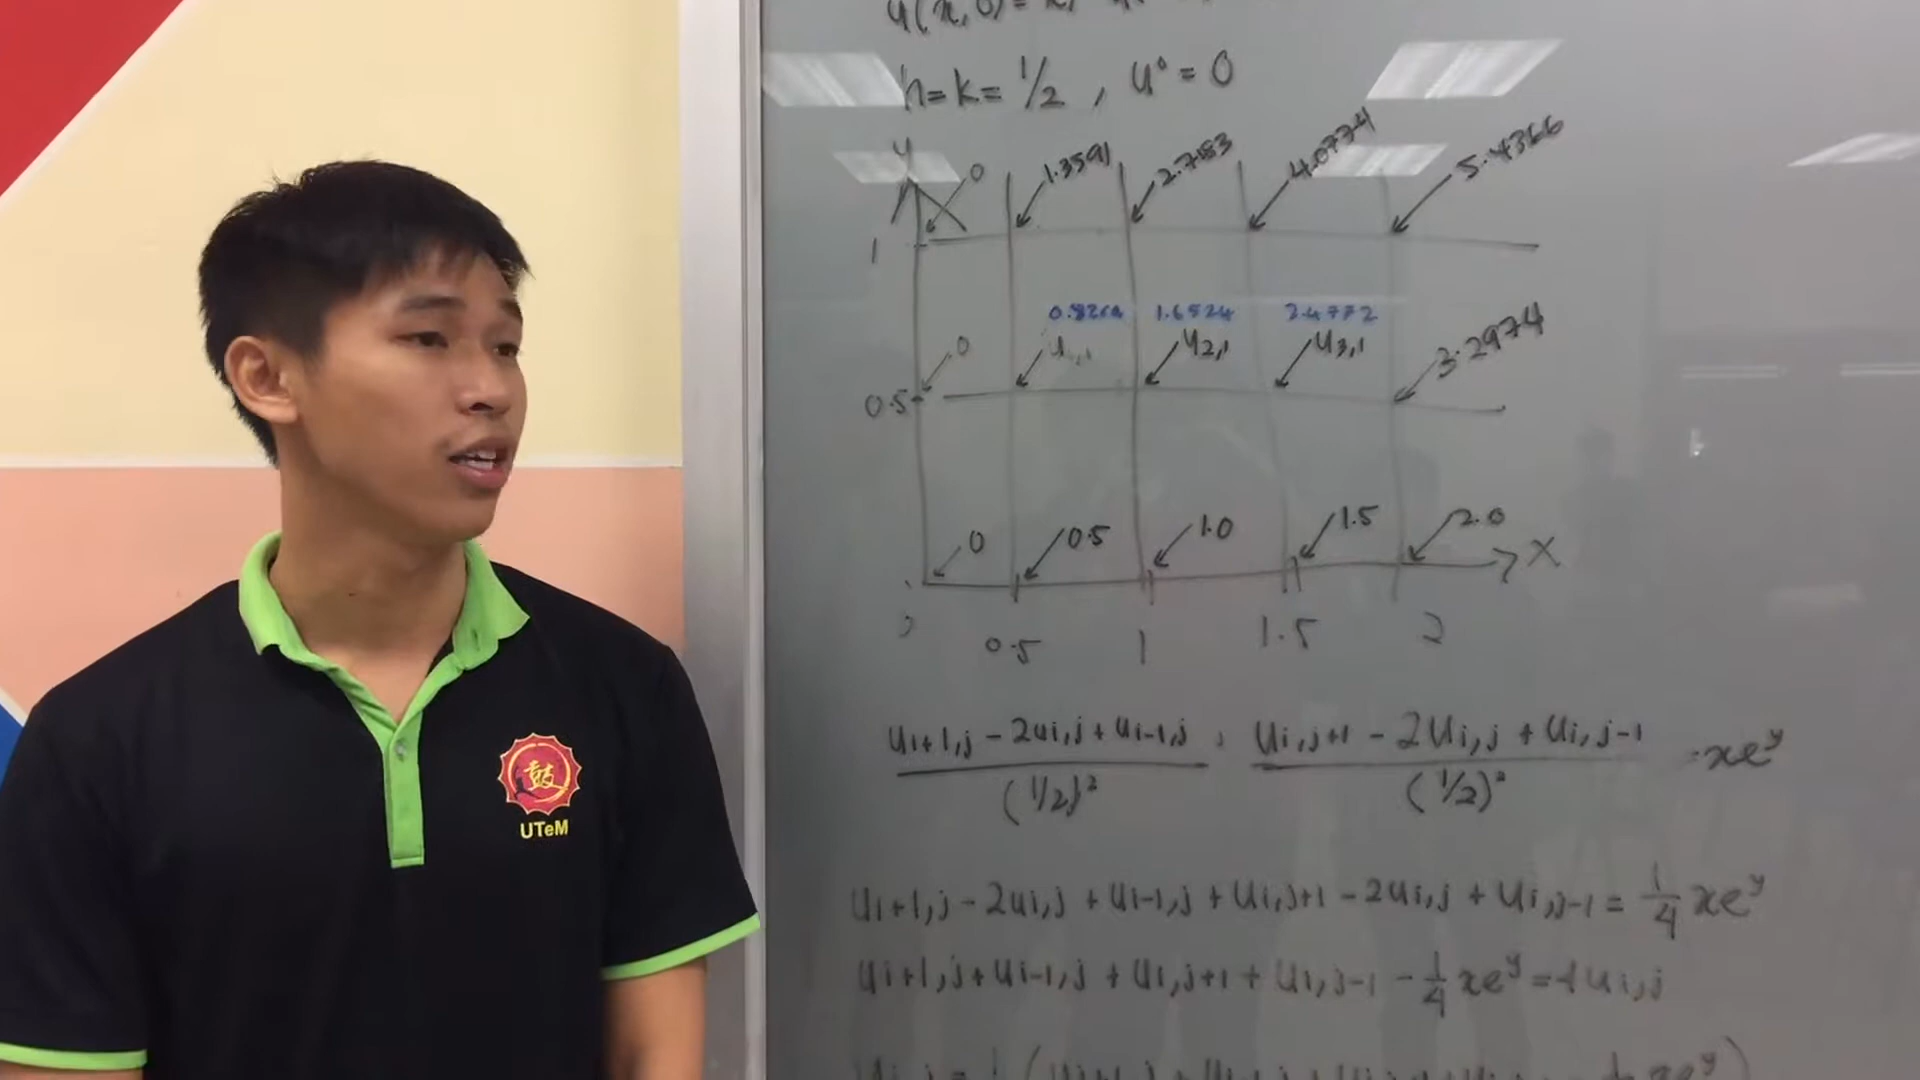 u(x,0)=x,
h=k= 1/2 , u⁰ = 0
y
0 1.3591 2.7183 4.0774 5.4366
1
0.8264 1.6524 2.4772
0 u1,1 u2,1 u3,1 3.2974
0.5
0 0.5 1.0 1.5 2.0
x
0.5 1 1.5 2
ui+1,j - 2ui,j + ui-1,j / (1/2)² + ui,j+1 - 2ui,j + ui,j-1 / (1/2)² = xe^y
ui+1,j - 2ui,j + ui-1,j + ui,j+1 - 2ui,j + ui,j-1 = 1/4 xe^y
ui+1,j + ui-1,j + ui,j+1 + ui,j-1 - 1/4 xe^y = 4ui,j
鼓
UTeM